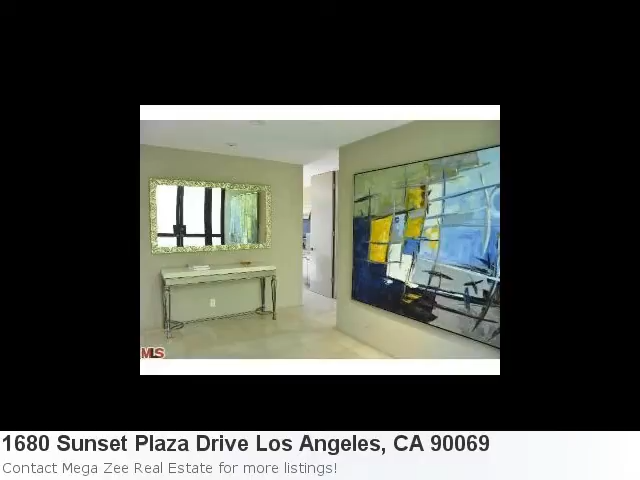 MLS
1680 Sunset Plaza Drive Los Angeles, CA 90069
Contact Mega Zee Real Estate for more listings!